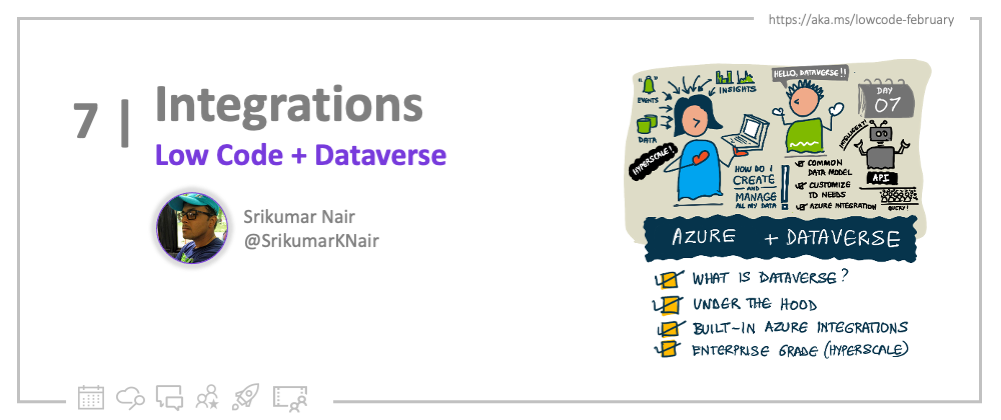 https://aka.ms/lowcode-february
7 | Integrations
Low Code + Dataverse
Srikumar Nair
@SrikumarKNair
EVENTS
INSIGHTS
DATA
HYPERSCALE!
HELLO, DATAVERSE!!
DAY
07
INTELLIGENT!
HOW DO I
CREATE
AND
MANAGE
ALL MY DATA
COMMON
DATA MODEL
CUSTOMIZE
TO NEEDS
AZURE INTEGRATION
API
AZURE + DATAVERSE
WHAT IS DATAVERSE?
UNDER THE HOOD
BUILT-IN AZURE INTEGRATIONS
ENTERPRISE GRADE (HYPERSCALE)